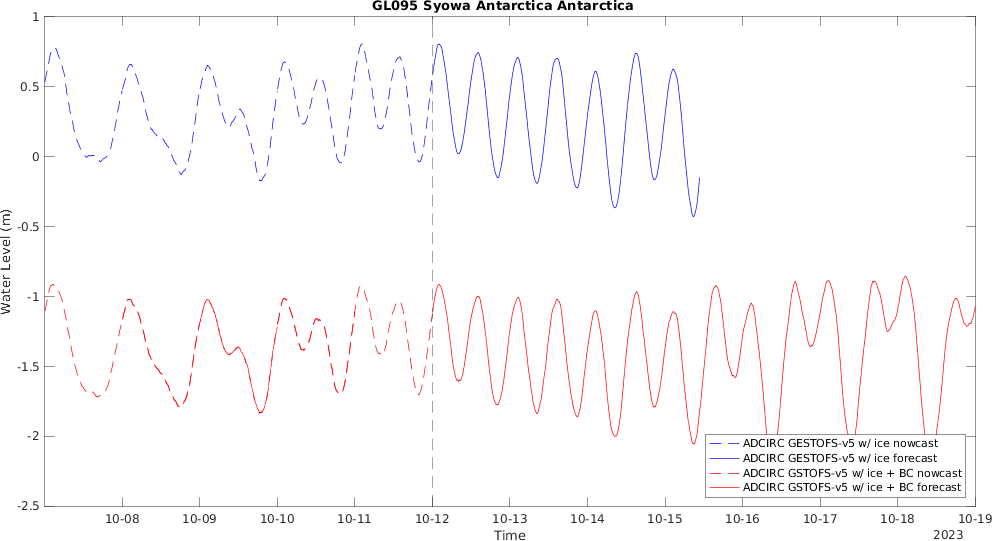 GL095 Syowa Antarctica Antarctica
Water Level (m)
1
0.5
0
-0.5
-1
-1.5
-2
-2.5
10-08 10-09 10-10 10-11 10-12 10-13 10-14 10-15 10-16 10-17 10-18 10-19
Time
2023
ADCIRC GESTOFS-v5 w/ ice nowcast
ADCIRC GESTOFS-v5 w/ ice forecast
ADCIRC GSTOFS-v5 w/ ice + BC nowcast
ADCIRC GSTOFS-v5 w/ ice + BC forecast